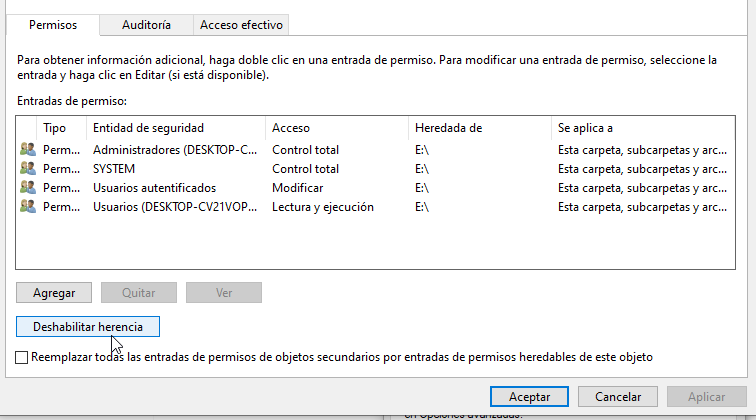 Permisos Auditoría Acceso efectivo
Para obtener información adicional, haga doble clic en una entrada de permiso. Para modificar una entrada de permiso, seleccione la
entrada y haga clic en Editar (si está disponible).
Entradas de permiso:
Tipo Entidad de seguridad Acceso Heredada de Se aplica a
Perm... Administradores (DESKTOP-C... Control total E:\ Esta carpeta, subcarpetas y arc...
Perm... SYSTEM Control total E:\ Esta carpeta, subcarpetas y arc...
Perm... Usuarios autentificados Modificar E:\ Esta carpeta, subcarpetas y arc...
Perm... Usuarios (DESKTOP-CV21VOP... Lectura y ejecución E:\ Esta carpeta, subcarpetas y arc...
Agregar Quitar Ver
Deshabilitar herencia
Reemplazar todas las entradas de permisos de objetos secundarios por entradas de permisos heredables de este objeto
Aceptar Cancelar Aplicar
en Opciones avanzadas.